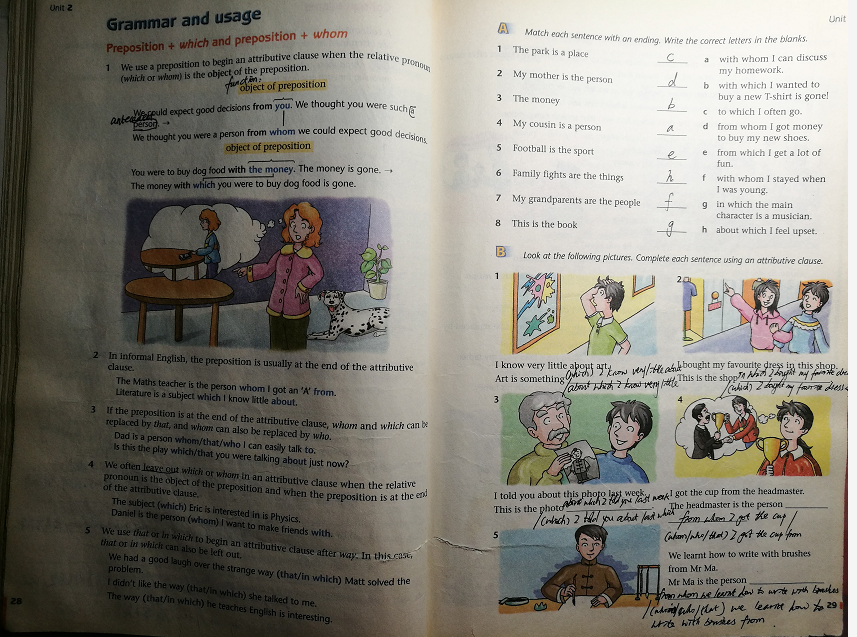 Unit 2
Grammar and usage
Preposition + which and preposition + whom
1 We use a preposition to begin an attributive clause when the relative pronoun
(which or whom) is the object of the preposition.
function:
object of preposition
We could expect good decisions from you. We thought you were such a
antecedent
person. →
We thought you were a person from whom we could expect good decisions.
object of preposition
You were to buy dog food with the money. The money is gone. →
The money with which you were to buy dog food is gone.
2 In informal English, the preposition is usually at the end of the attributive
clause.
The Maths teacher is the person whom I got an 'A' from.
Literature is a subject which I know little about.
3 If the preposition is at the end of the attributive clause, whom and which can be
replaced by that, and whom can also be replaced by who.
Dad is a person whom/that/who I can easily talk to.
Is this the play which/that you were talking about just now?
4 We often leave out which or whom in an attributive clause when the relative
pronoun is the object of the preposition and when the preposition is at the end
of the attributive clause.
The subject (which) Eric is interested in is Physics.
Daniel is the person (whom) I want to make friends with.
5 We use that or in which to begin an attributive clause after way. In this case,
that or in which can also be left out.
We had a good laugh over the strange way (that/in which) Matt solved the
problem.
I didn't like the way (that/in which) she talked to me.
The way (that/in which) he teaches English is interesting.
28
Unit
A Match each sentence with an ending. Write the correct letters in the blanks.
1 The park is a place c
2 My mother is the person d
3 The money b
4 My cousin is a person a
5 Football is the sport e
6 Family fights are the things h
7 My grandparents are the people f
8 This is the book g
a with whom I can discuss
my homework.
b with which I wanted to
buy a new T-shirt is gone!
c to which I often go.
d from whom I got money
to buy my new shoes.
e from which I get a lot of
fun.
f with whom I stayed when
I was young.
g in which the main
character is a musician.
h about which I feel upset.
B Look at the following pictures. Complete each sentence using an attributive clause.
1
2
I know very little about art.
Art is something (which) I know very little about
/about which I know very little
I bought my favourite dress in this shop.
This is the shop in which I bought my favorite dress
/(which) I bought my favorite dress
3
4
I told you about this photo last week.
This is the photo about which I told you last week
/(which) I told you about last week
I got the cup from the headmaster.
The headmaster is the person
from whom I got the cup/
(whom/who/that) I got the cup from
5
We learnt how to write with brushes
from Mr Ma.
Mr Ma is the person
from whom we learnt how to write with brushes
/(whom/who/that) we learnt how to
write with brushes from.
29